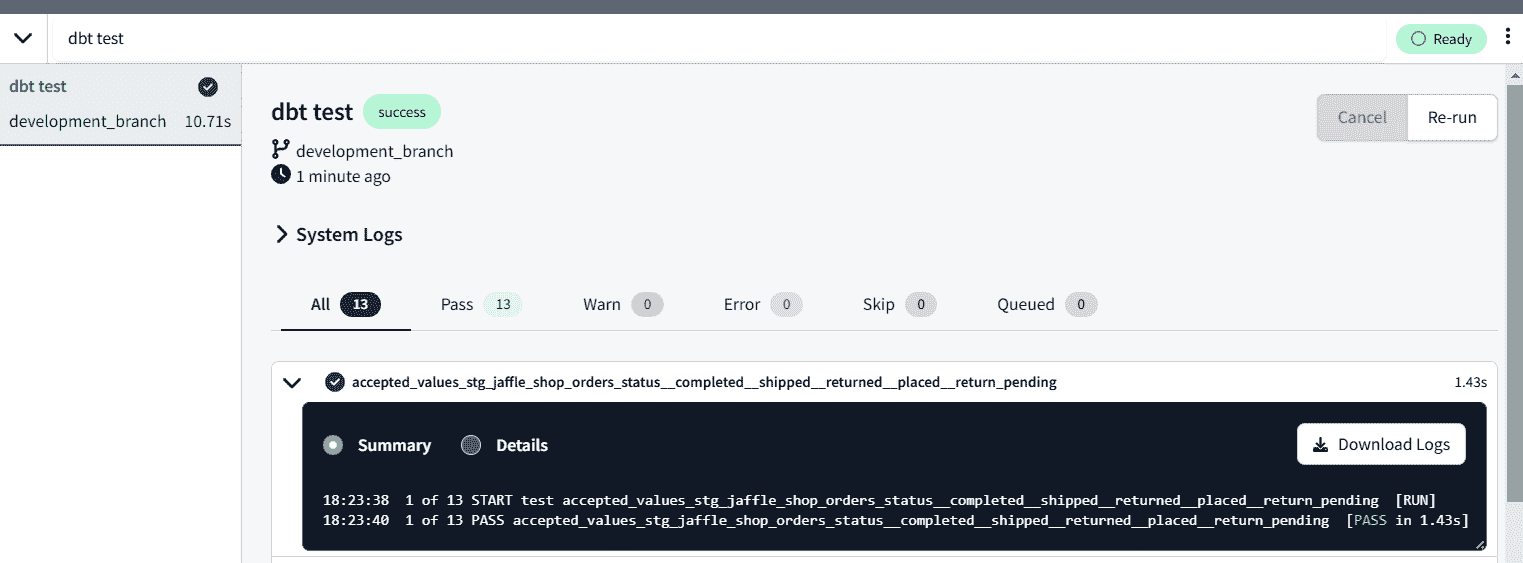 dbt test
Ready
dbt test
development_branch 10.71s
dbt test success
Cancel Re-run
development_branch
1 minute ago
System Logs
All 13 Pass 13 Warn 0 Error 0 Skip 0 Queued 0
accepted_values_stg_jaffle_shop_orders_status__completed__shipped__returned__placed__return_pending 1.43s
Summary Details Download Logs
18:23:38 1 of 13 START test accepted_values_stg_jaffle_shop_orders_status__completed__shipped__returned__placed__return_pending [RUN]
18:23:40 1 of 13 PASS accepted_values_stg_jaffle_shop_orders_status__completed__shipped__returned__placed__return_pending [PASS in 1.43s]